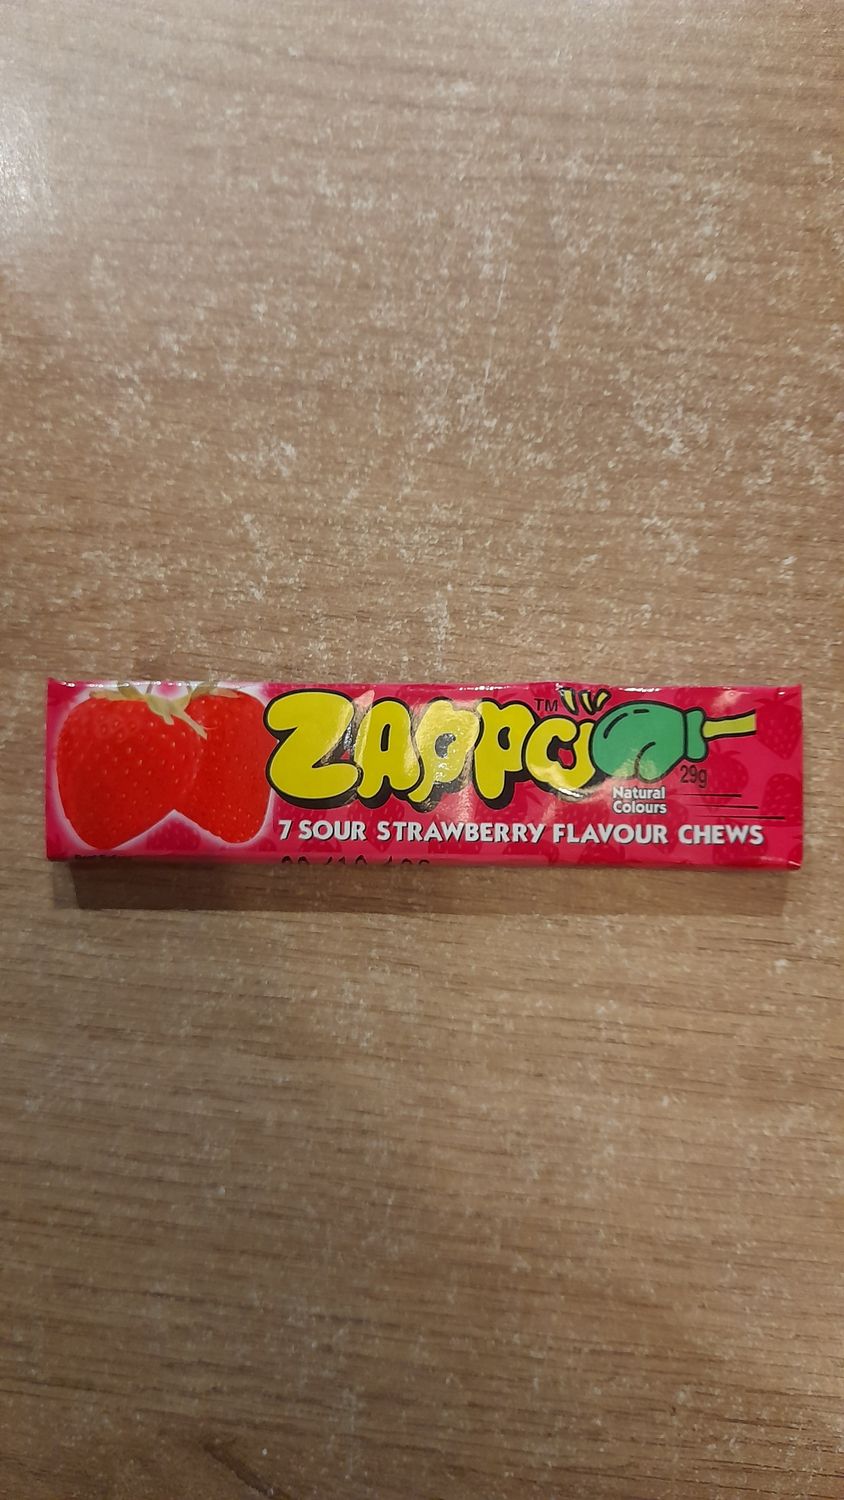 ZAPPO TM
29g
Natural
Colours
7 SOUR STRAWBERRY FLAVOUR CHEWS